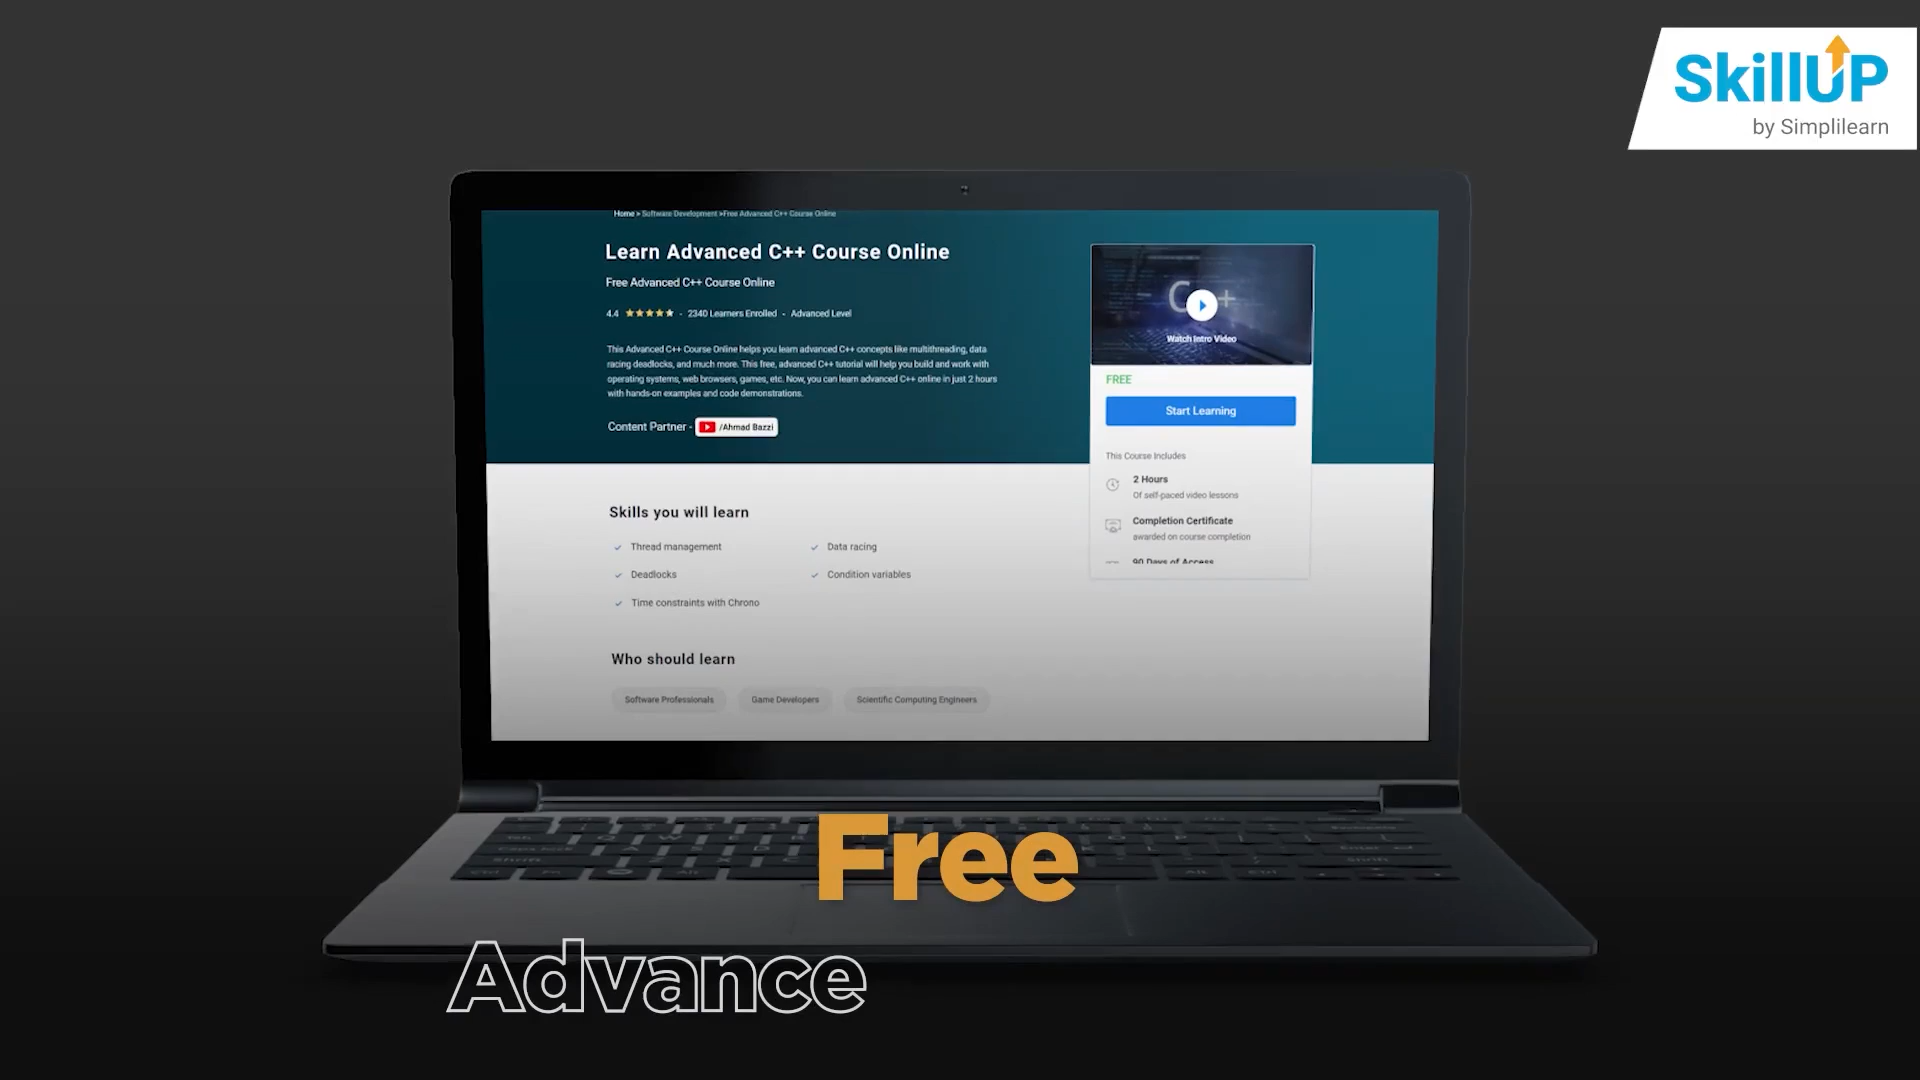 SkillUP
by Simplilearn
Home > Software Development >Free Advanced C++ Course Online
Learn Advanced C++ Course Online
Free Advanced C++ Course Online
4.4 - 2340 Learners Enrolled - Advanced Level
This Advanced C++ Course Online helps you learn advanced C++ concepts like multithreading, data
racing deadlocks, and much more. This free, advanced C++ tutorial will help you build and work with
operating systems, web browsers, games, etc. Now, you can learn advanced C++ online in just 2 hours
with hands-on examples and code demonstrations.
Content Partner - /Ahmad Bazzi
C++
Watch Intro Video
FREE
Start Learning
This Course Includes
2 Hours
Of self-paced video lessons
Completion Certificate
awarded on course completion
90 Days of Access
Skills you will learn
Thread management
Data racing
Deadlocks
Condition variables
Time constraints with Chrono
Who should learn
Software Professionals
Game Developers
Scientific Computing Engineers
Free
Advance